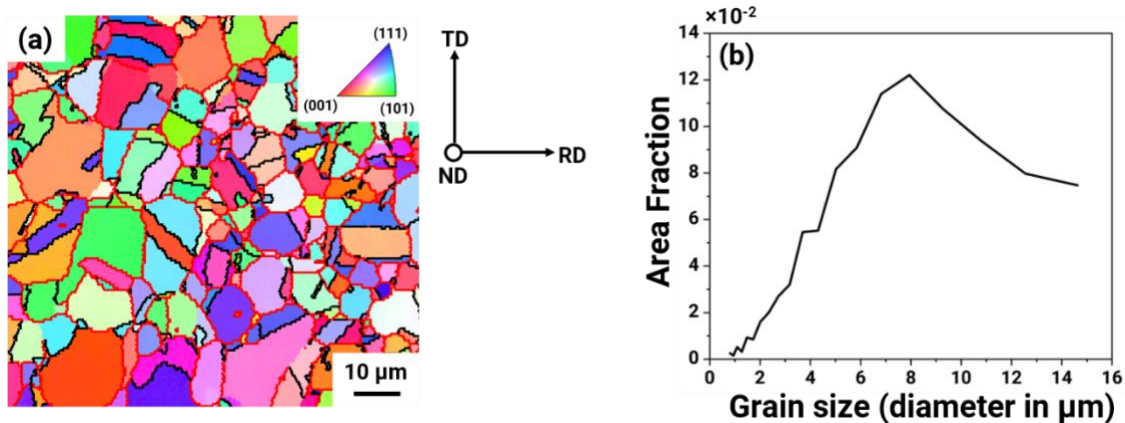 (a)
(111)
(001)
(101)
10 μm
TD
RD
ND
×10⁻²
(b)
14
12
10
8
6
4
2
0
0 2 4 6 8 10 12 14 16
Area Fraction
Grain size (diameter in μm)